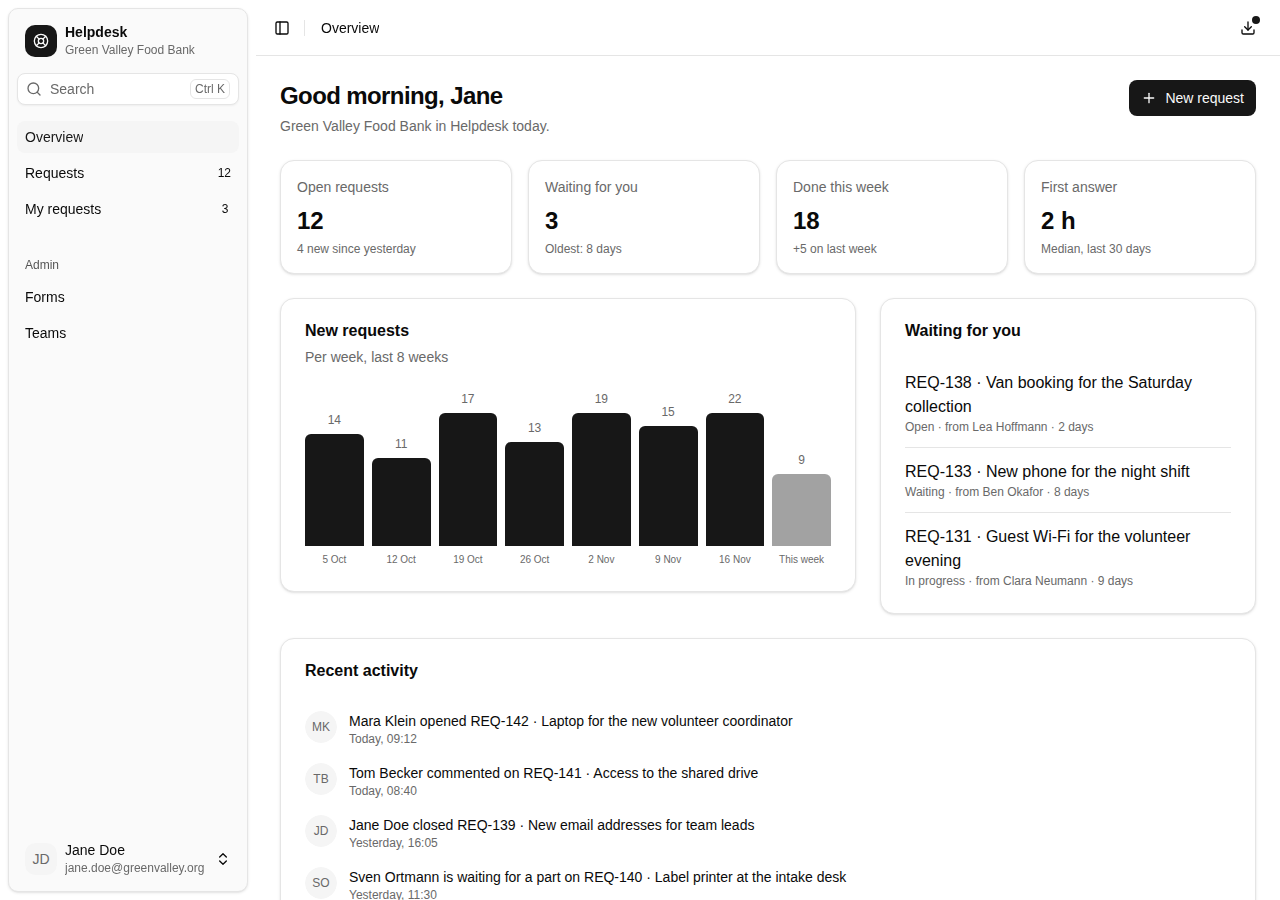 Helpdesk
Green Valley Food Bank
Search
Ctrl K
Overview
Requests 12
My requests 3
Admin
Forms
Teams
Jane Doe
JD
jane.doe@greenvalley.org
Overview
Good morning, Jane
Green Valley Food Bank in Helpdesk today.
New request
Open requests
12
4 new since yesterday
Waiting for you
3
Oldest: 8 days
Done this week
18
+5 on last week
First answer
2 h
Median, last 30 days
New requests
Per week, last 8 weeks
14 11 17 13 19 15 22 9
5 Oct 12 Oct 19 Oct 26 Oct 2 Nov 9 Nov 16 Nov This week
Waiting for you
REQ-138 · Van booking for the Saturday
collection
Open · from Lea Hoffmann · 2 days
REQ-133 · New phone for the night shift
Waiting · from Ben Okafor · 8 days
REQ-131 · Guest Wi-Fi for the volunteer
evening
In progress · from Clara Neumann · 9 days
Recent activity
MK
Mara Klein opened REQ-142 · Laptop for the new volunteer coordinator
Today, 09:12
TB
Tom Becker commented on REQ-141 · Access to the shared drive
Today, 08:40
JD
Jane Doe closed REQ-139 · New email addresses for team leads
Yesterday, 16:05
SO
Sven Ortmann is waiting for a part on REQ-140 · Label printer at the intake desk
Yesterday, 11:30